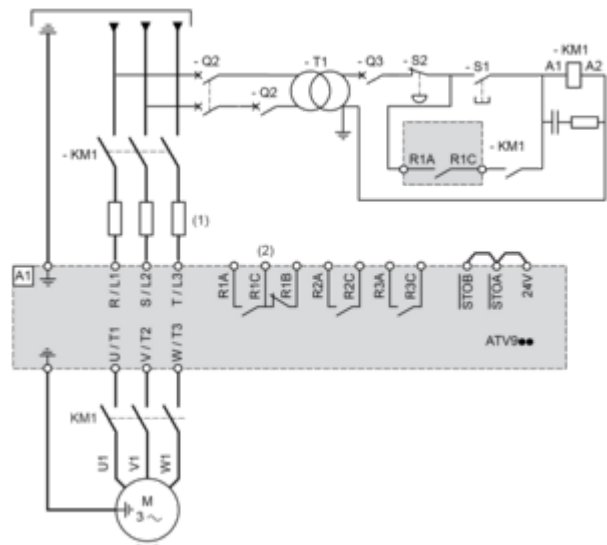 - Q2
- T1
- Q3
- S2
- S1
- KM1
A1
A2
- Q2
- KM1
R1A
R1C
- KM1
(1)
(2)
A1
R / L1
S / L2
T / L3
R1A
R1C
R1B
R2A
R2C
R3A
R3C
STOB
STOA
24V
U / T1
V / T2
W / T3
ATV9●●
KM1
U1
V1
W1
M
3 ~